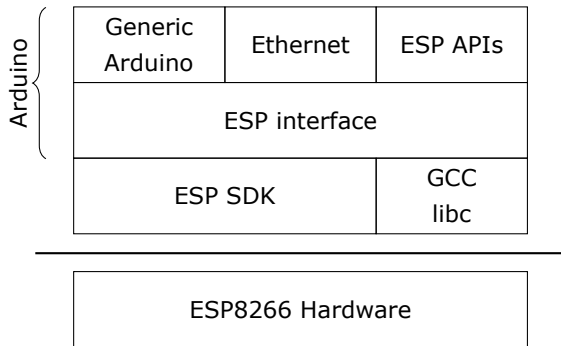 Arduino
Generic
Arduino
Ethernet
ESP APIs
ESP interface
ESP SDK
GCC
libc
ESP8266 Hardware